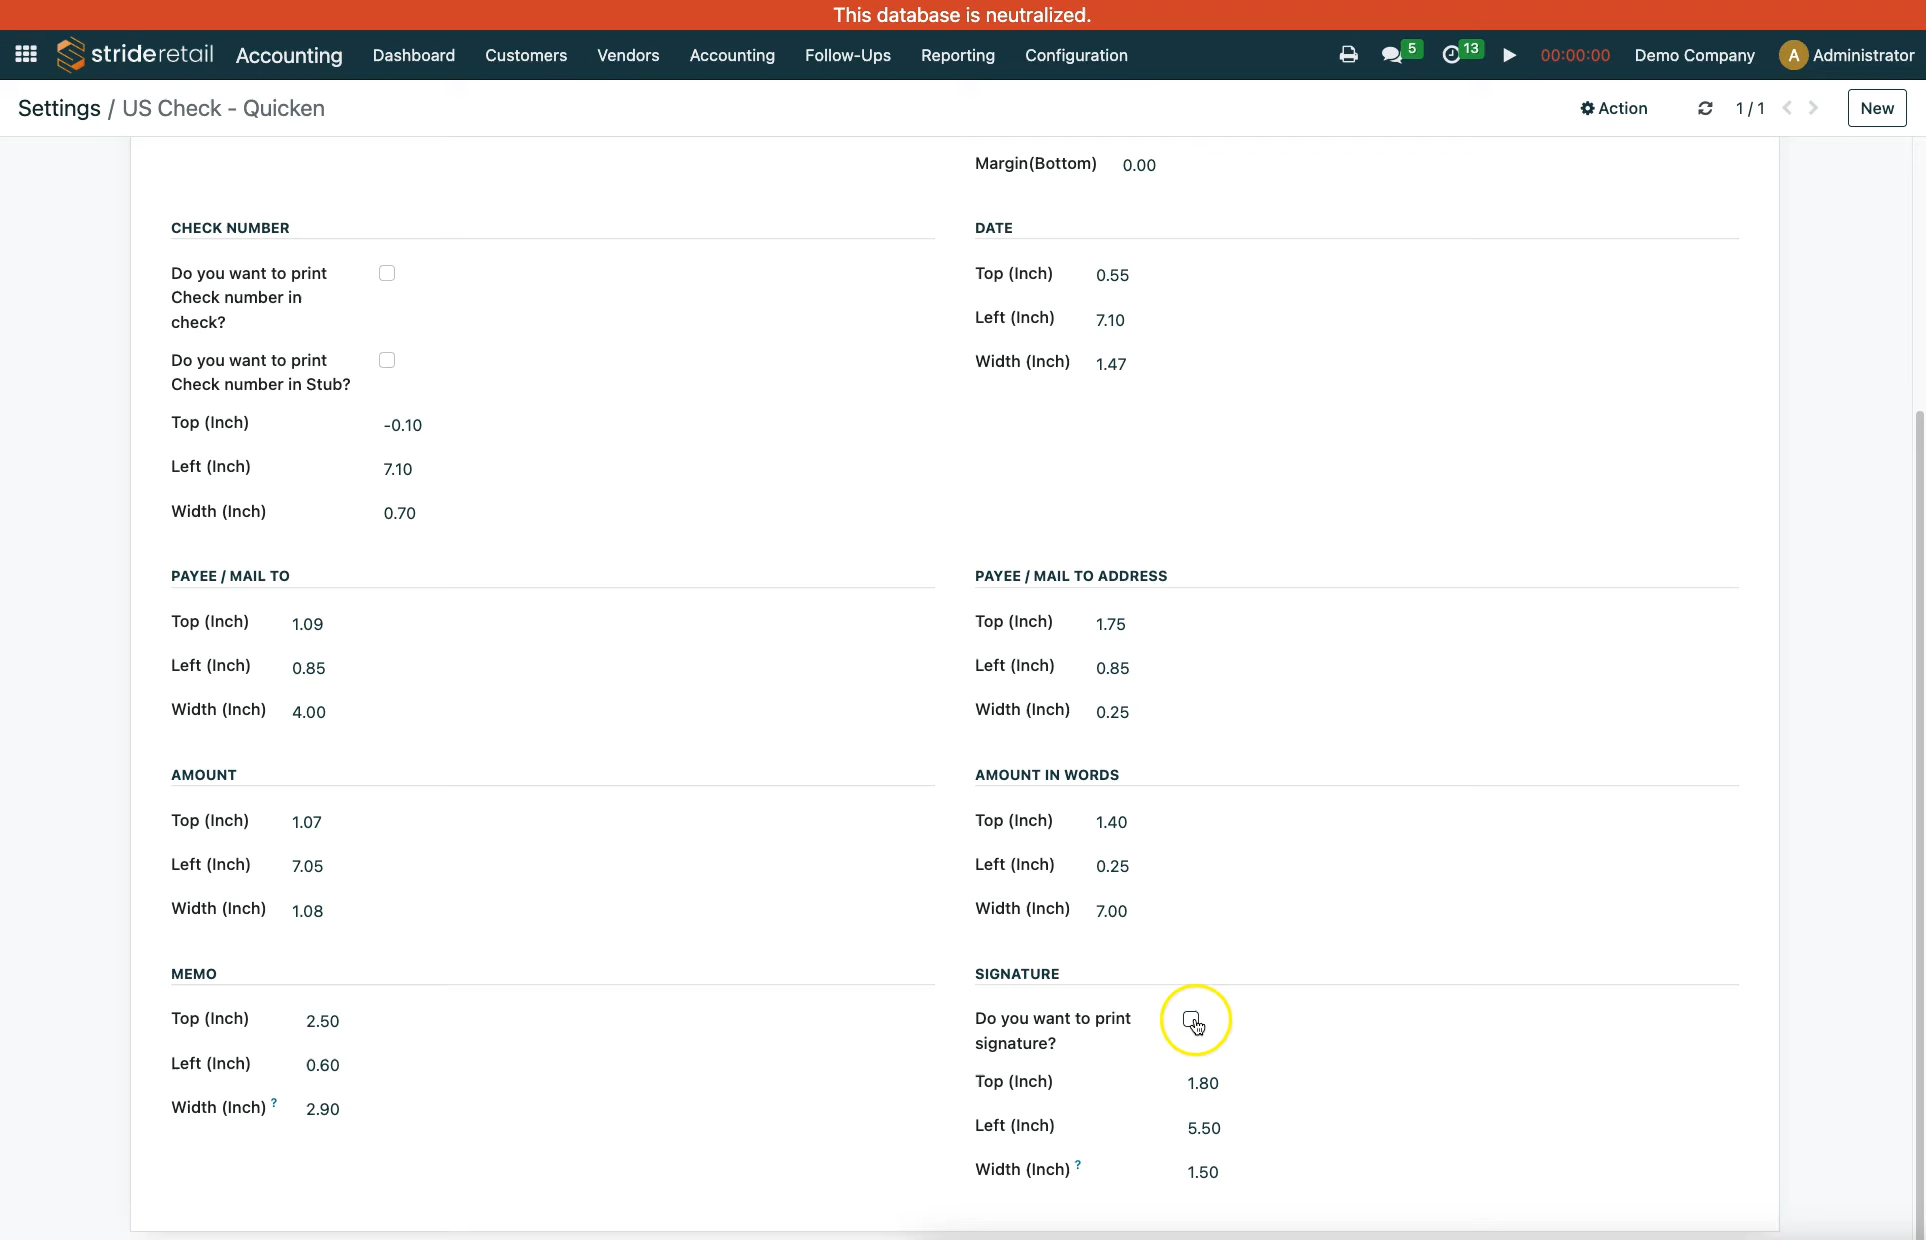 This database is neutralized.
strideretail Accounting Dashboard Customers Vendors Accounting Follow-Ups Reporting Configuration 5 13 00:00:00 Demo Company A Administrator
Settings / US Check - Quicken Action 1 / 1 New
Margin(Bottom) 0.00
CHECK NUMBER
Do you want to print
Check number in
check?
Do you want to print
Check number in Stub?
Top (Inch) -0.10
Left (Inch) 7.10
Width (Inch) 0.70
DATE
Top (Inch) 0.55
Left (Inch) 7.10
Width (Inch) 1.47
PAYEE / MAIL TO
Top (Inch) 1.09
Left (Inch) 0.85
Width (Inch) 4.00
PAYEE / MAIL TO ADDRESS
Top (Inch) 1.75
Left (Inch) 0.85
Width (Inch) 0.25
AMOUNT
Top (Inch) 1.07
Left (Inch) 7.05
Width (Inch) 1.08
AMOUNT IN WORDS
Top (Inch) 1.40
Left (Inch) 0.25
Width (Inch) 7.00
MEMO
Top (Inch) 2.50
Left (Inch) 0.60
Width (Inch) ? 2.90
SIGNATURE
Do you want to print
signature?
Top (Inch) 1.80
Left (Inch) 5.50
Width (Inch) ? 1.50